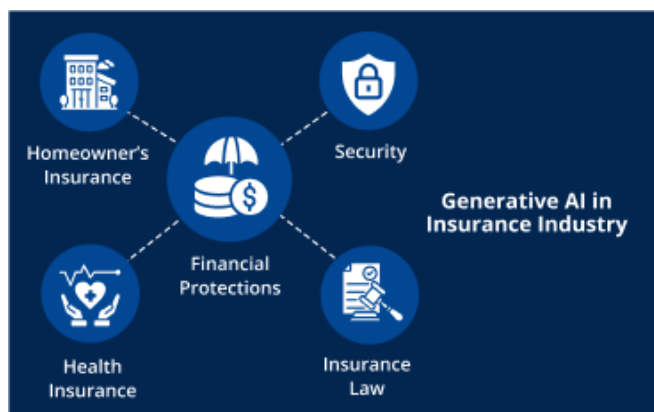 Homeowner's
Insurance
Security
Generative AI in
Insurance Industry
$
Financial
Protections
Health
Insurance
Insurance
Law